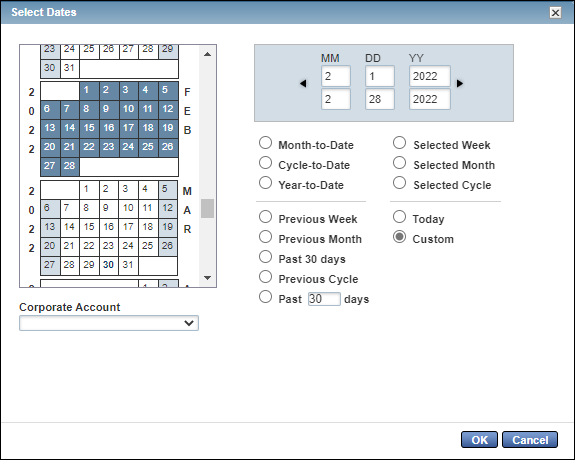 Select Dates
23 24 25 26 27 28 29
30 31
2 1 2 3 4 5 F
0 6 7 8 9 10 11 12 E
2 13 14 15 16 17 18 19 B
2 20 21 22 23 24 25 26
27 28
2 1 2 3 4 5 M
0 6 7 8 9 10 11 12 A
2 13 14 15 16 17 18 19 R
2 20 21 22 23 24 25 26
27 28 29 30 31
Corporate Account
MM DD YY
2 1 2022
2 28 2022
Month-to-Date
Cycle-to-Date
Year-to-Date
Selected Week
Selected Month
Selected Cycle
Previous Week
Previous Month
Past 30 days
Previous Cycle
Past 30 days
Today
Custom
OK Cancel